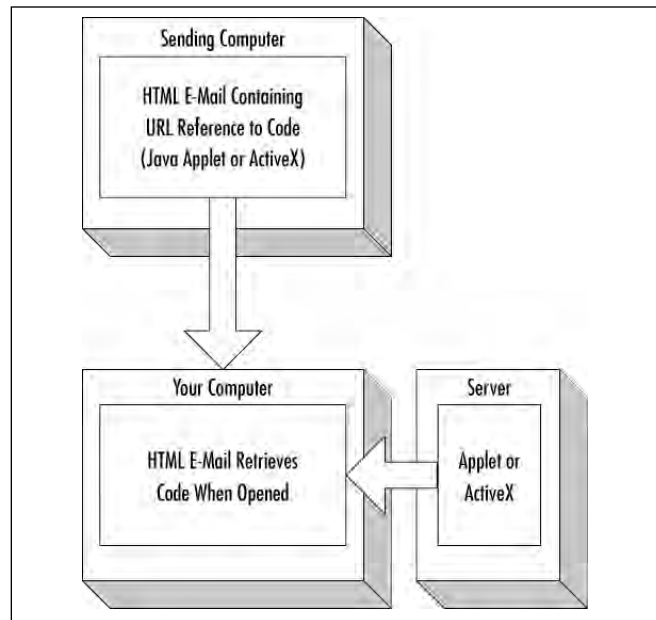 Sending Computer
HTML E-Mail Containing
URL Reference to Code
(Java Applet or ActiveX)
Your Computer
HTML E-Mail Retrieves
Code When Opened
Server
Applet or
ActiveX